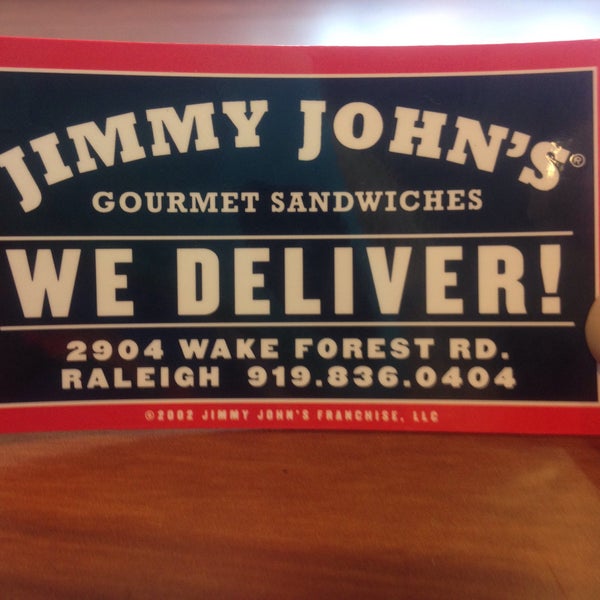 JIMMY JOHN'S®
GOURMET SANDWICHES
WE DELIVER!
2904 WAKE FOREST RD.
RALEIGH 919.836.0404
©2002 JIMMY JOHN'S FRANCHISE, LLC